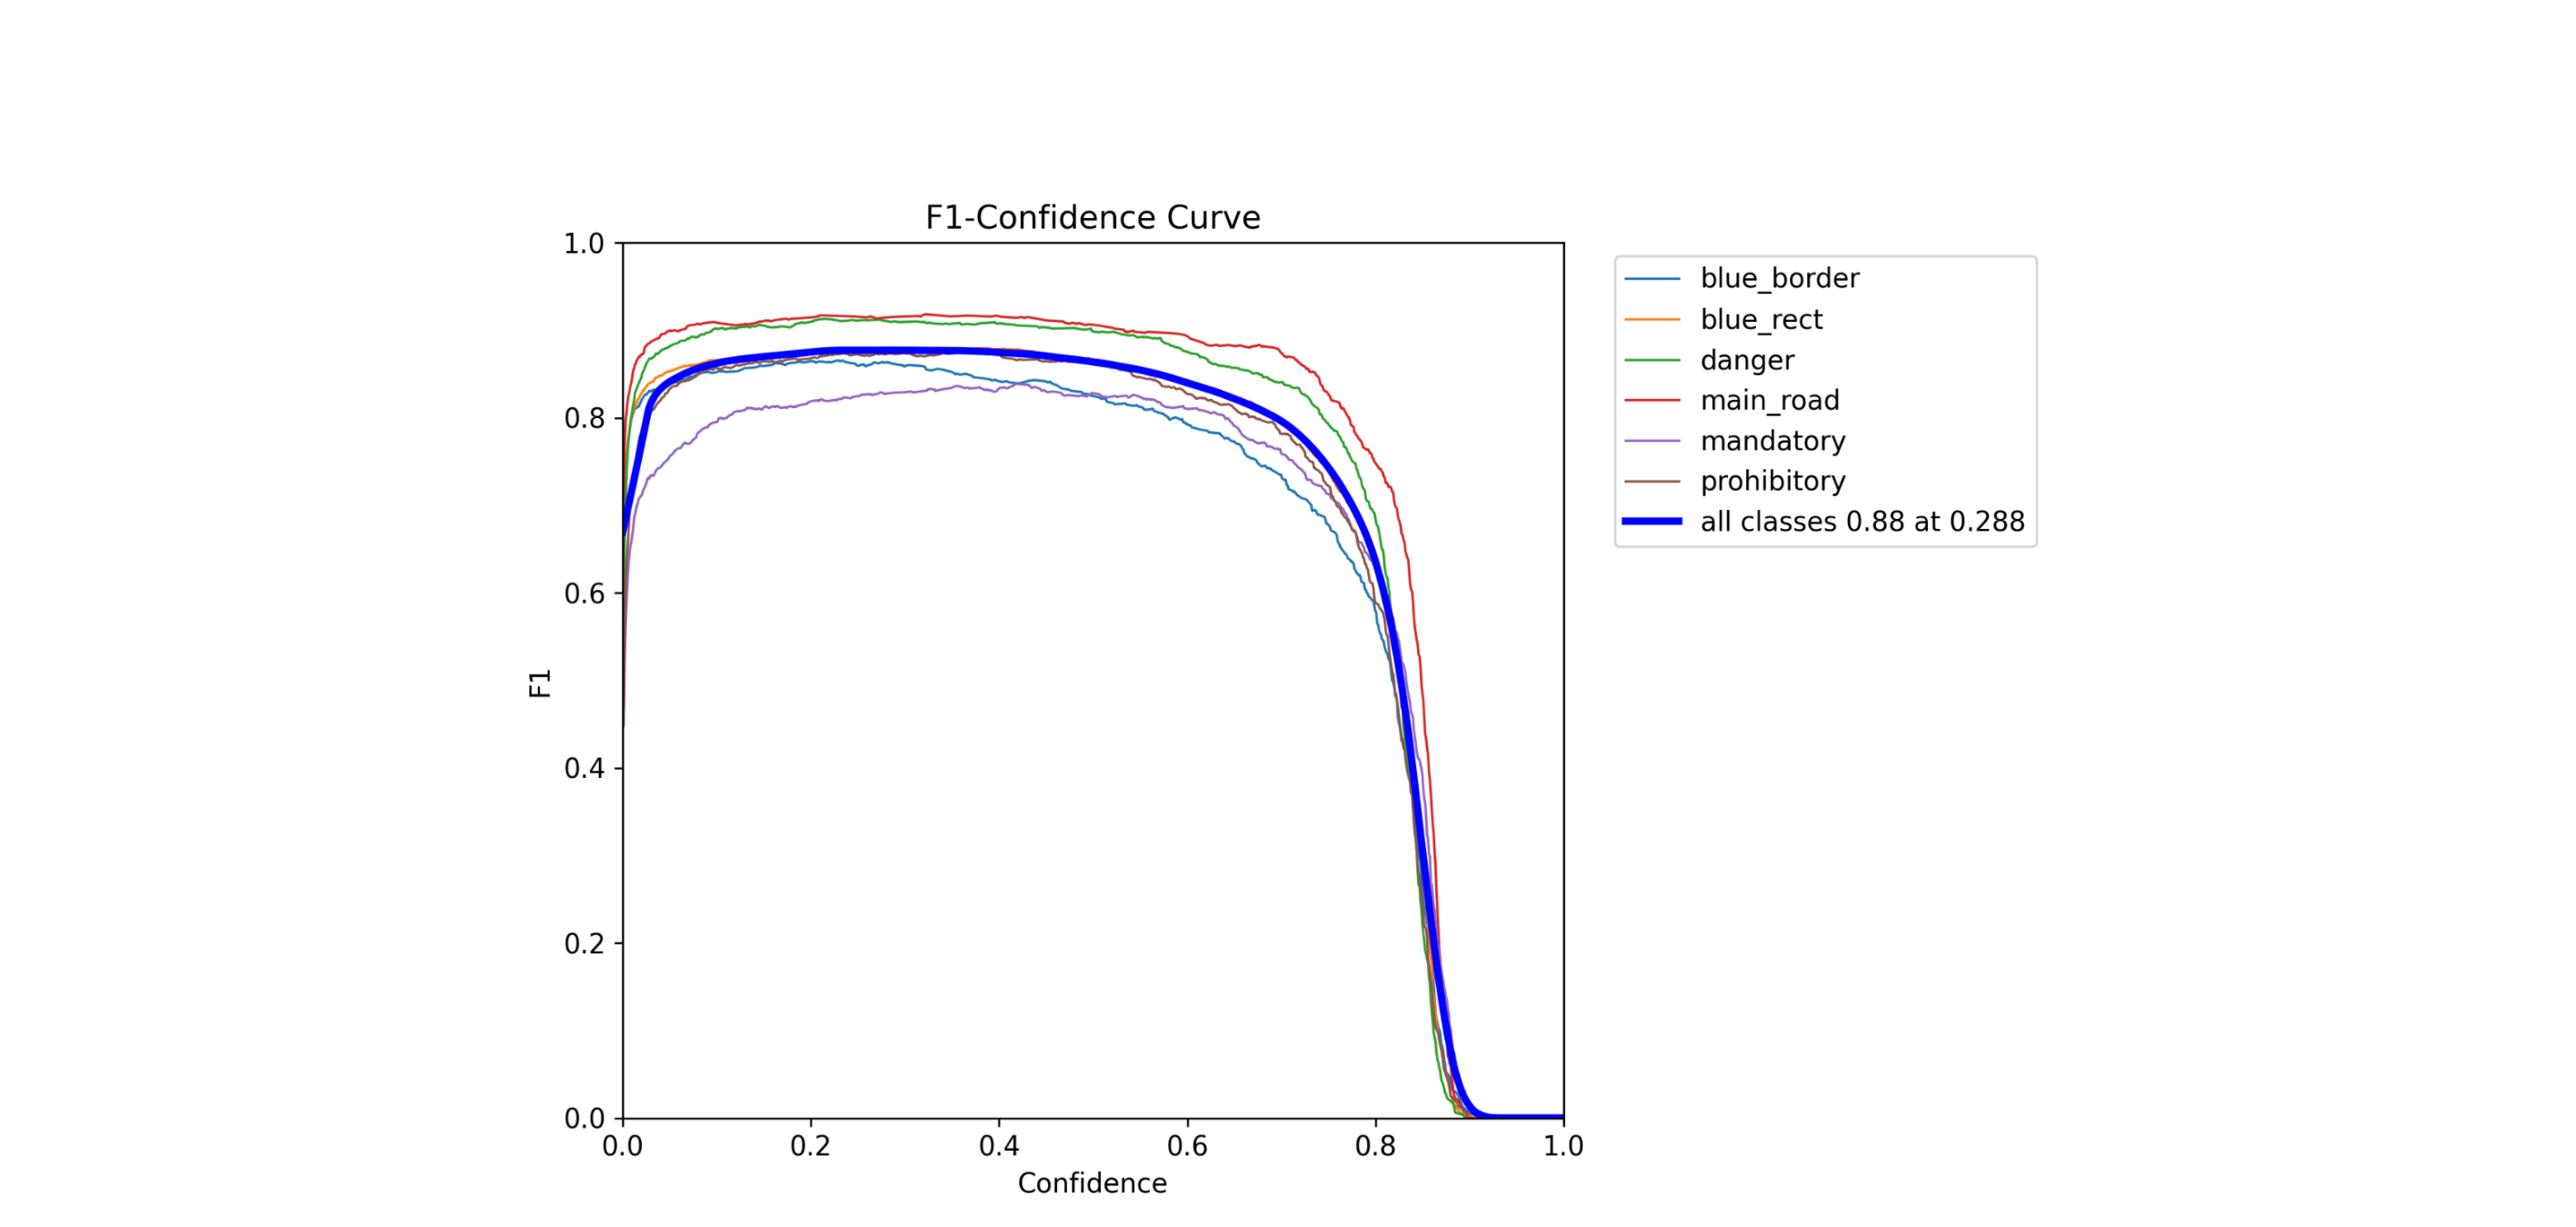 F1-Confidence Curve
1.0
0.8
0.6
0.4
0.2
0.0
F1
0.0 0.2 0.4 0.6 0.8 1.0
Confidence
blue_border
blue_rect
danger
main_road
mandatory
prohibitory
all classes 0.88 at 0.288